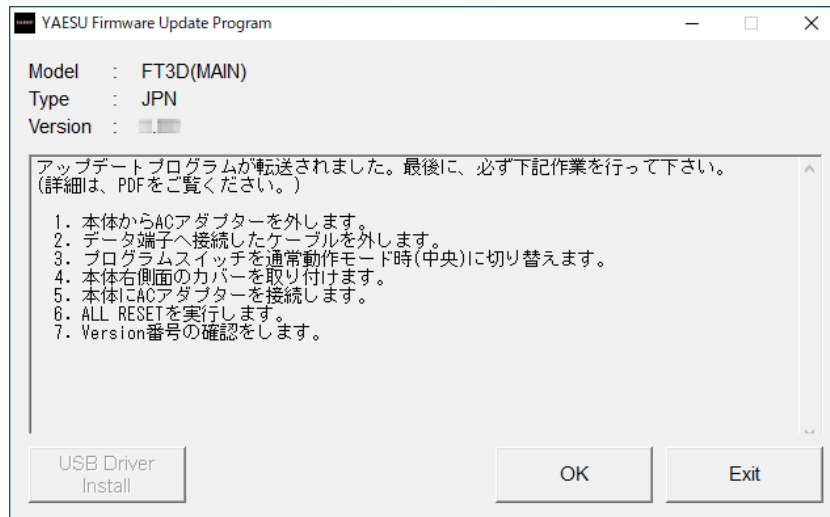 YAESU Firmware Update Program
Model : FT3D(MAIN)
Type : JPN
Version :
アップデートプログラムが転送されました。最後に、必ず下記作業を行って下さい。
(詳細は、PDFをご覧ください。)
1. 本体からACアダプターを外します。
2. データ端子へ接続したケーブルを外します。
3. プログラムスイッチを通常動作モード時(中央)に切り替えます。
4. 本体右側面のカバーを取り付けます。
5. 本体にACアダプターを接続します。
6. ALL RESETを実行します。
7. Version番号の確認をします。
USB Driver
Install
OK
Exit